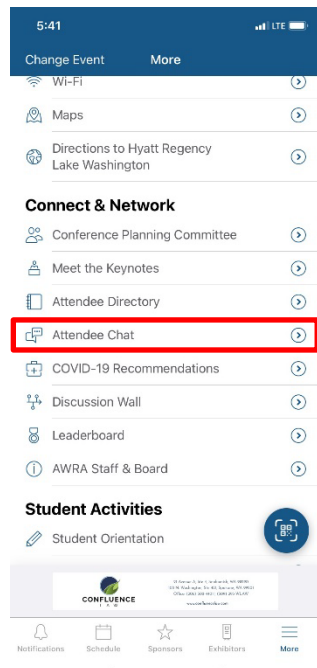 5:41
LTE
Change Event
More
Wi-Fi
Maps
Directions to Hyatt Regency
Lake Washington
Connect & Network
Conference Planning Committee
Meet the Keynotes
Attendee Directory
Attendee Chat
COVID-19 Recommendations
Discussion Wall
Leaderboard
AWRA Staff & Board
Student Activities
Student Orientation
CONFLUENCE
LAW
Notifications
Schedule
Sponsors
Exhibitors
More